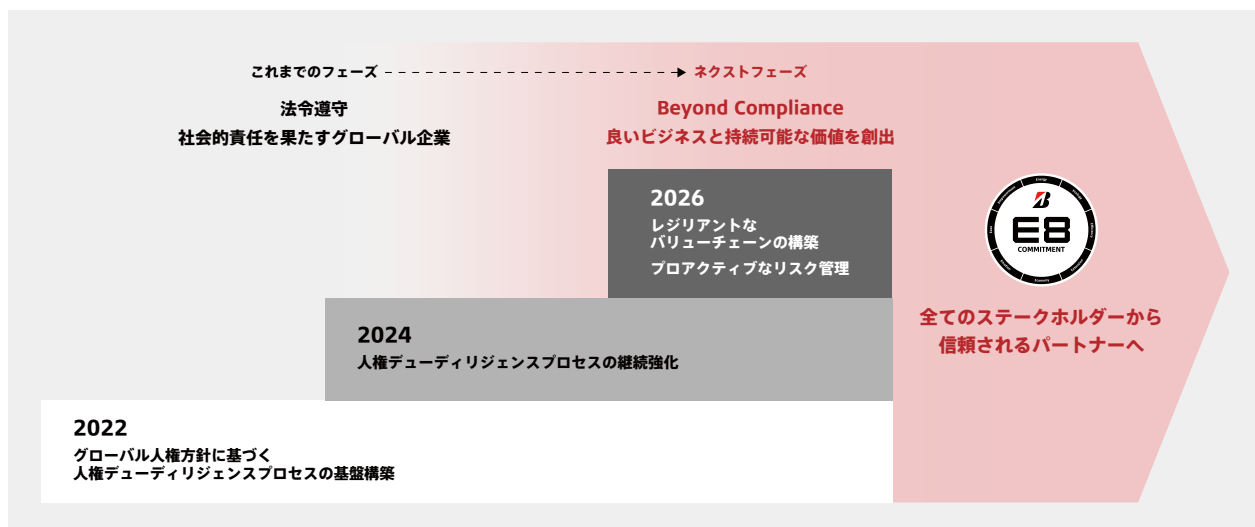 これまでのフェーズ
ネクストフェーズ
法令遵守
社会的責任を果たすグローバル企業
Beyond Compliance
良いビジネスと持続可能な価値を創出
2026
レジリアントな
バリューチェーンの構築
プロアクティブなリスク管理
2024
人権デューディリジェンスプロセスの継続強化
2022
グローバル人権方針に基づく
人権デューディリジェンスプロセスの基盤構築
Energy
E8
COMMITMENT
Economy
全てのステークホルダーから
信頼されるパートナーへ